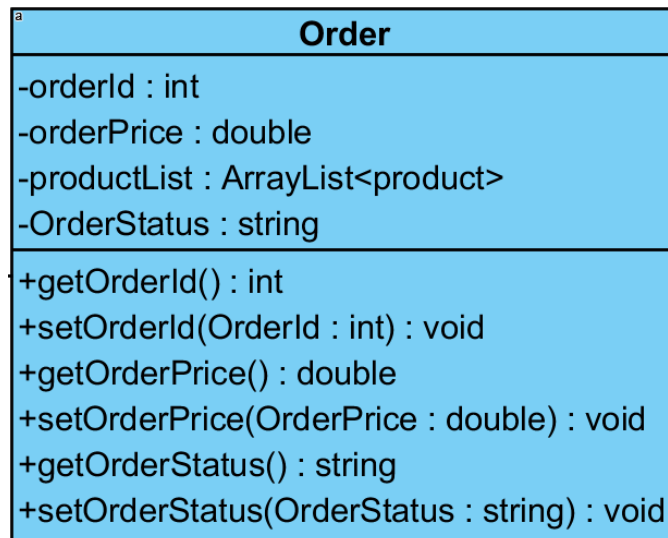 a
Order
-orderId : int
-orderPrice : double
-productList : ArrayList<product>
-OrderStatus : string
+getOrderId() : int
+setOrderId(OrderId : int) : void
+getOrderPrice() : double
+setOrderPrice(OrderPrice : double) : void
+getOrderStatus() : string
+setOrderStatus(OrderStatus : string) : void